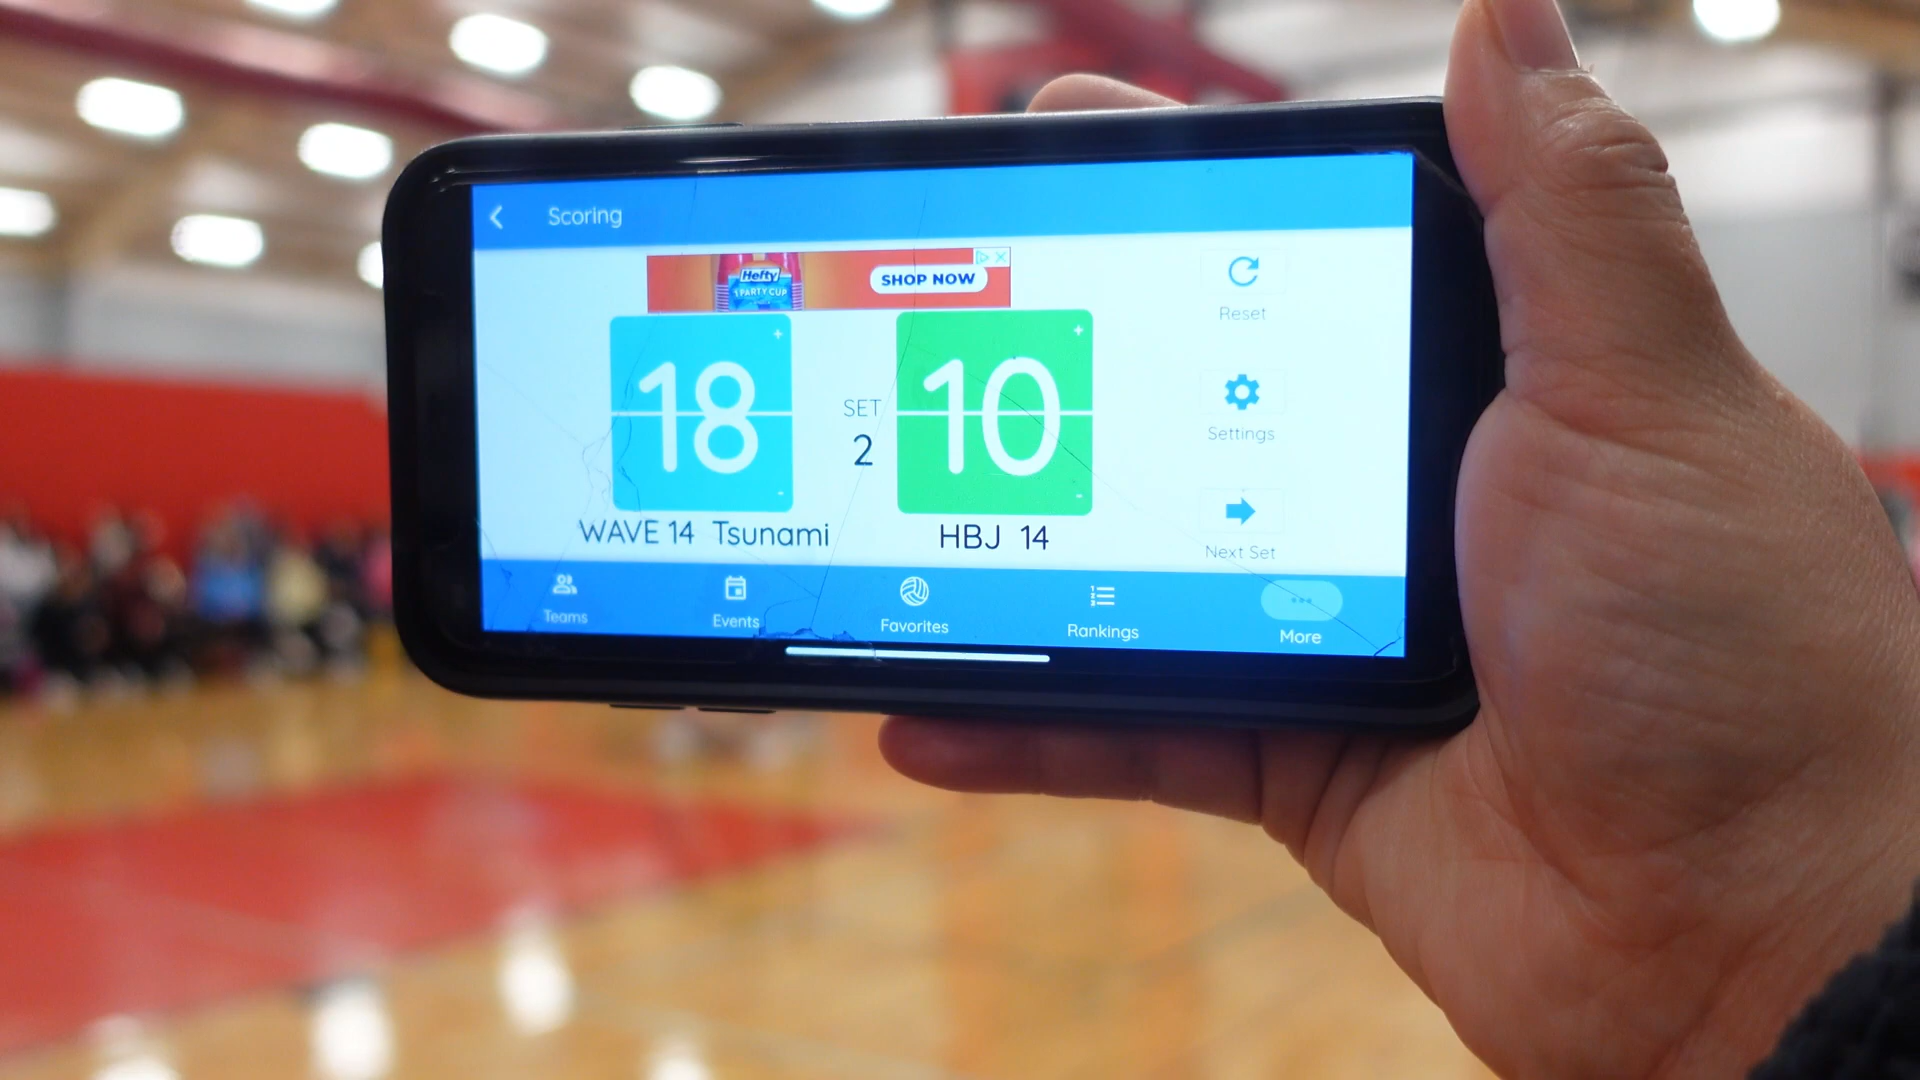 Scoring
Hefty
PARTY CUP
SHOP NOW
Reset
+
18
-
SET
2
+
10
-
Settings
WAVE 14 Tsunami
HBJ 14
Next Set
Teams
Events
Favorites
Rankings
More